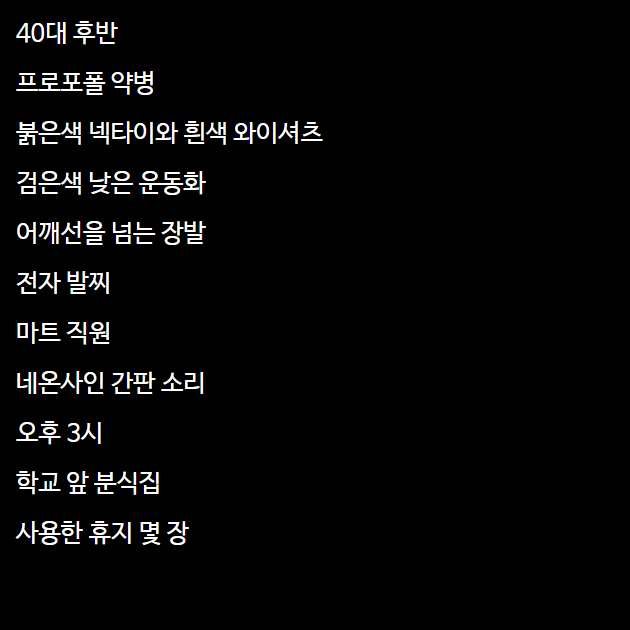 40대 후반
프로포폴 약병
붉은색 넥타이와 흰색 와이셔츠
검은색 낮은 운동화
어깨선을 넘는 장발
전자 발찌
마트 직원
네온사인 간판 소리
오후 3시
학교 앞 분식집
사용한 휴지 몇 장